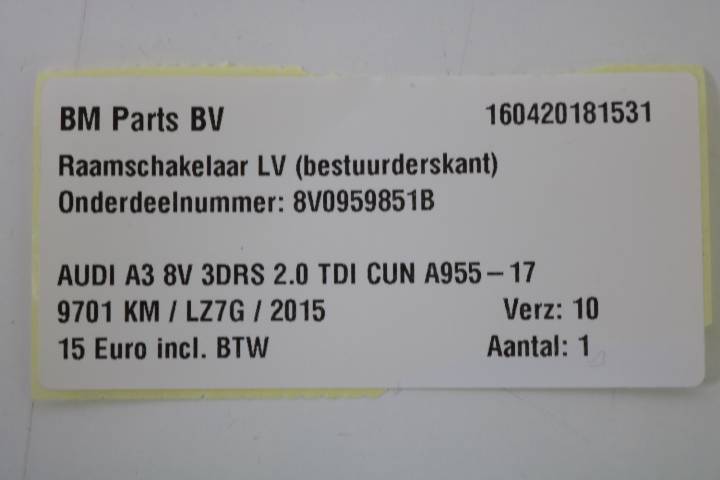 BM Parts BV 160420181531
Raamschakelaar LV (bestuurderskant)
Onderdeelnummer: 8V0959851B
AUDI A3 8V 3DRS 2.0 TDI CUN A955 – 17
9701 KM / LZ7G / 2015 Verz: 10
15 Euro incl. BTW Aantal: 1